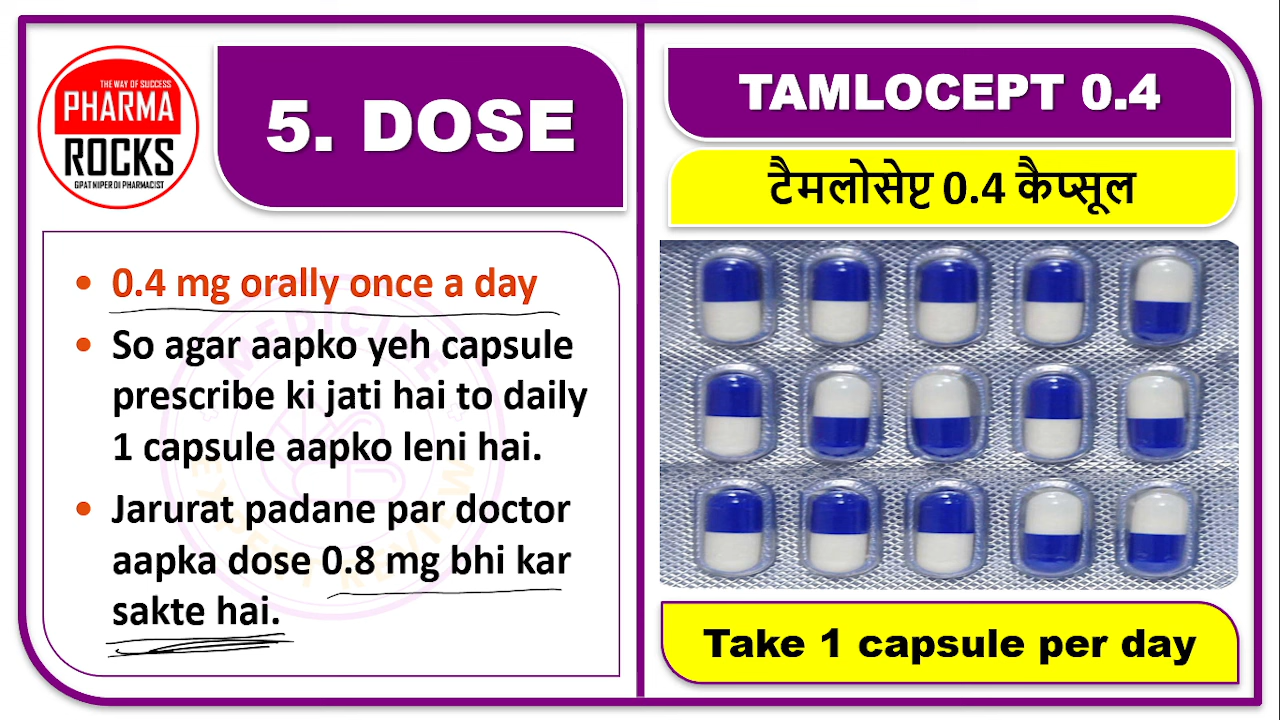 THE WAY OF SUCCESS
PHARMA
ROCKS
GPAT NIPER DI PHARMACIST
5. DOSE
• 0.4 mg orally once a day
• So agar aapko yeh capsule
prescribe ki jati hai to daily
1 capsule aapko leni hai.
• Jarurat padane par doctor
aapka dose 0.8 mg bhi kar
sakte hai.
TAMLOCEPT 0.4
टैमलोसेप्ट 0.4 कैप्सूल
Take 1 capsule per day